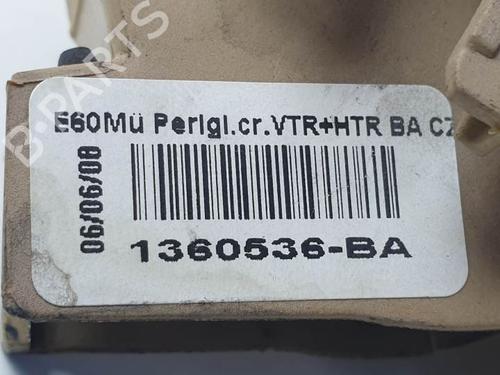 E60Mü Perlgl.cr.VTR+HTR BA CZ
06/06/08
1360536-BA
B-PARTS